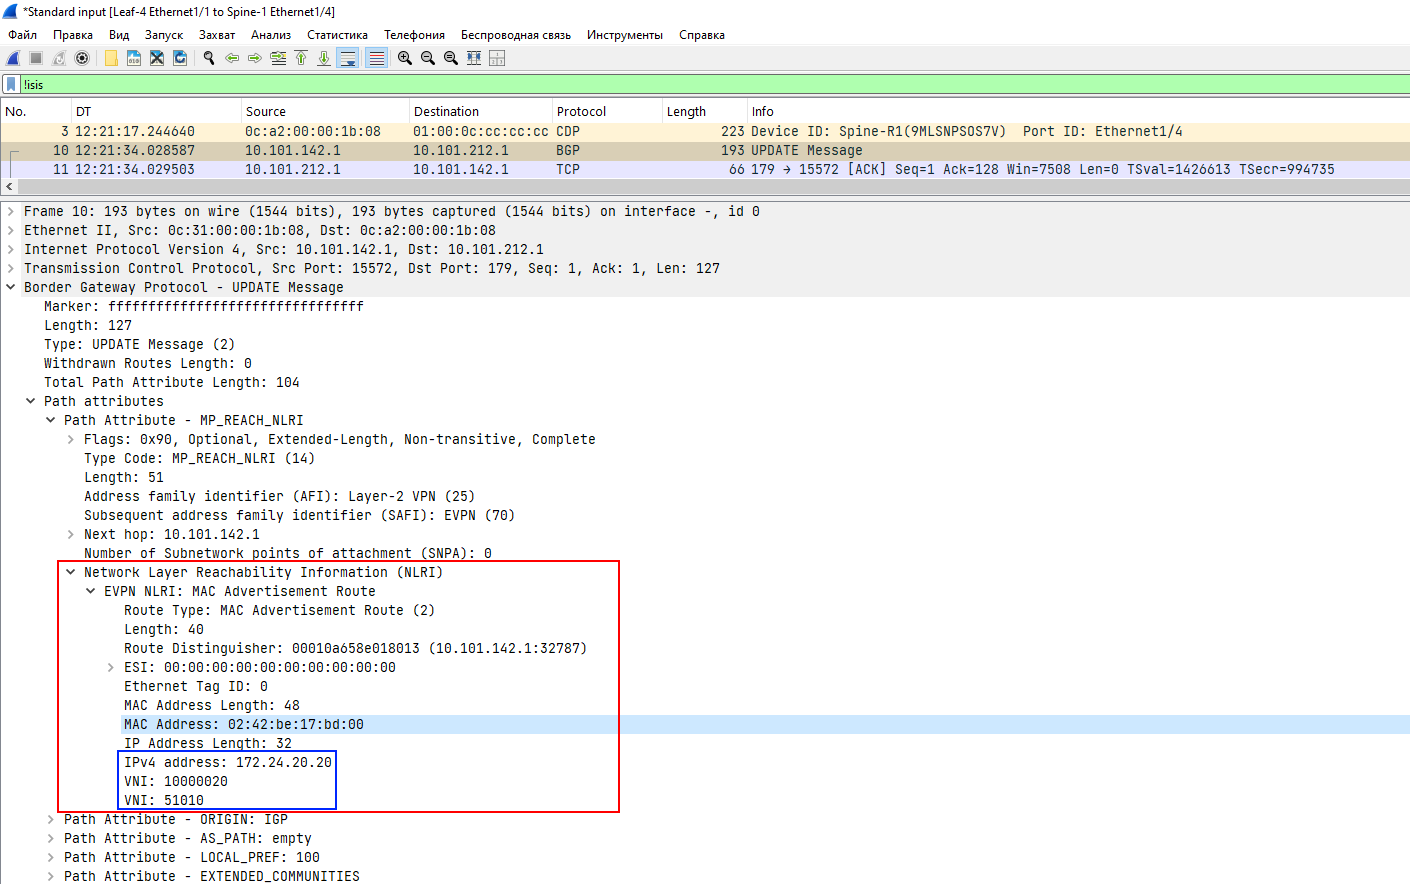 *Standard input [Leaf-4 Ethernet1/1 to Spine-1 Ethernet1/4]
Файл Правка Вид Запуск Захват Анализ Статистика Телефония Беспроводная связь Инструменты Справка
!isis
No. DT Source Destination Protocol Length Info
3 12:21:17.244640 0c:a2:00:00:1b:08 01:00:0c:cc:cc:cc CDP 223 Device ID: Spine-R1(9MLSNPSOS7V) Port ID: Ethernet1/4
10 12:21:34.028587 10.101.142.1 10.101.212.1 BGP 193 UPDATE Message
11 12:21:34.029503 10.101.212.1 10.101.142.1 TCP 66 179 → 15572 [ACK] Seq=1 Ack=128 Win=7508 Len=0 TSval=1426613 TSecr=994735
Frame 10: 193 bytes on wire (1544 bits), 193 bytes captured (1544 bits) on interface -, id 0
Ethernet II, Src: 0c:31:00:00:1b:08, Dst: 0c:a2:00:00:1b:08
Internet Protocol Version 4, Src: 10.101.142.1, Dst: 10.101.212.1
Transmission Control Protocol, Src Port: 15572, Dst Port: 179, Seq: 1, Ack: 1, Len: 127
Border Gateway Protocol - UPDATE Message
Marker: ffffffffffffffffffffffffffffffff
Length: 127
Type: UPDATE Message (2)
Withdrawn Routes Length: 0
Total Path Attribute Length: 104
Path attributes
Path Attribute - MP_REACH_NLRI
Flags: 0x90, Optional, Extended-Length, Non-transitive, Complete
Type Code: MP_REACH_NLRI (14)
Length: 51
Address family identifier (AFI): Layer-2 VPN (25)
Subsequent address family identifier (SAFI): EVPN (70)
Next hop: 10.101.142.1
Number of Subnetwork points of attachment (SNPA): 0
Network Layer Reachability Information (NLRI)
EVPN NLRI: MAC Advertisement Route
Route Type: MAC Advertisement Route (2)
Length: 40
Route Distinguisher: 00010a658e018013 (10.101.142.1:32787)
ESI: 00:00:00:00:00:00:00:00:00:00
Ethernet Tag ID: 0
MAC Address Length: 48
MAC Address: 02:42:be:17:bd:00
IP Address Length: 32
IPv4 address: 172.24.20.20
VNI: 10000020
VNI: 51010
Path Attribute - ORIGIN: IGP
Path Attribute - AS_PATH: empty
Path Attribute - LOCAL_PREF: 100
Path Attribute - EXTENDED_COMMUNITIES